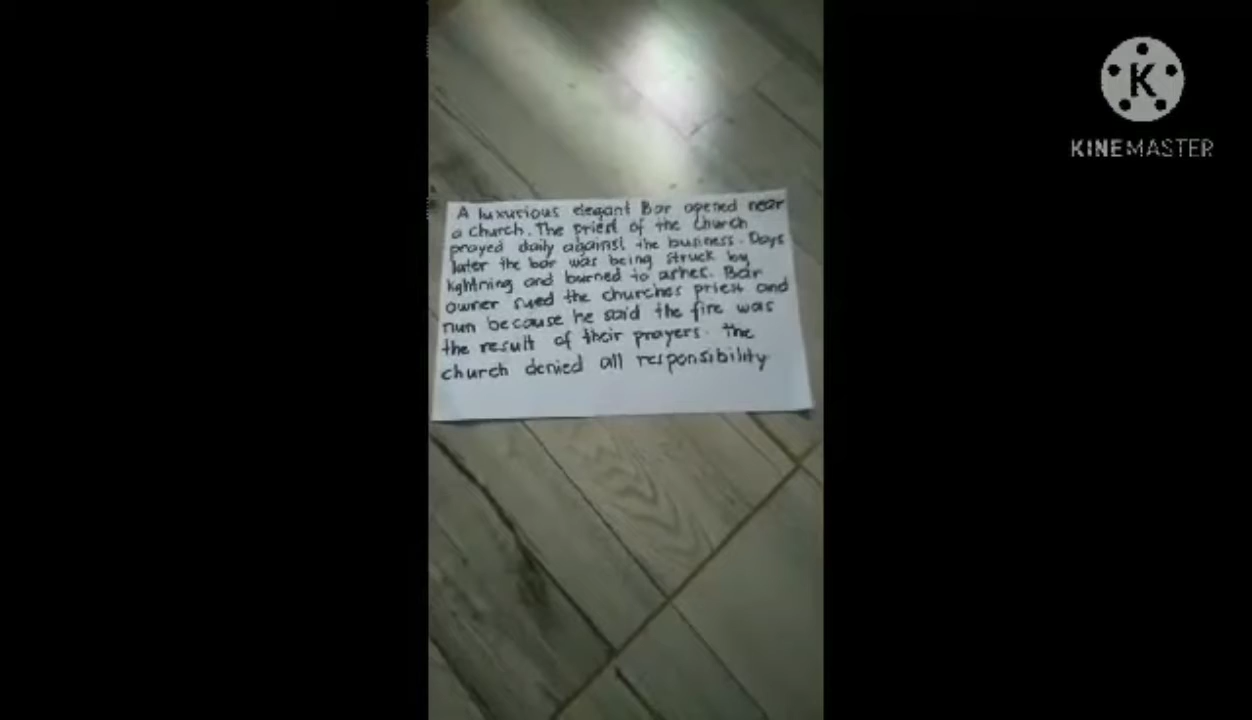 A luxurious elegant Bar opened near
a church. The priest of the church
prayed daily against the business. Days
later the bar was being struck by
lightning and burned to ashes. Bar
owner sued the churches priest and
nun because he said the fire was
the result of their prayers. The
church denied all responsibility
K
KINEMASTER